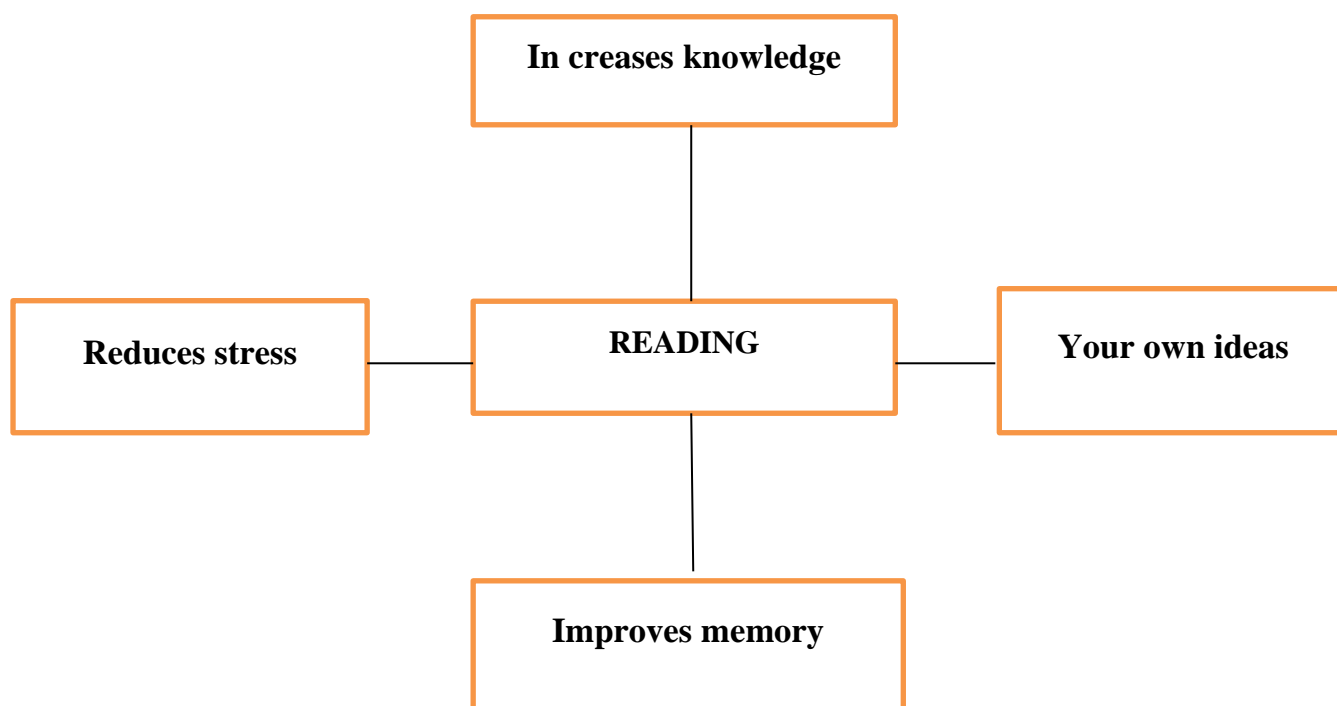 In creases knowledge
Reduces stress
READING
Your own ideas
Improves memory